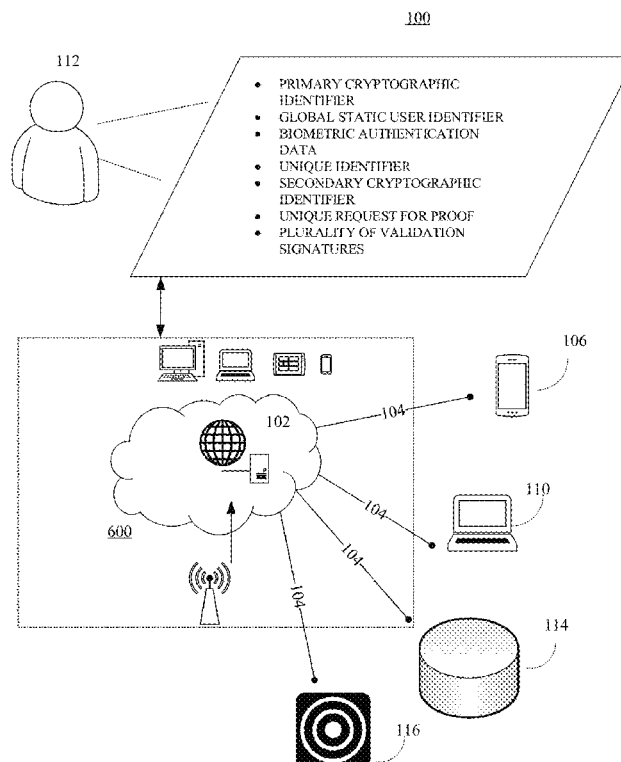 100
112
PRIMARY CRYPTOGRAPHIC
IDENTIFIER
GLOBAL STATIC USER IDENTIFIER
BIOMETRIC AUTHENTICATION
DATA
UNIQUE IDENTIFIER
SECONDARY CRYPTOGRAPHIC
IDENTIFIER
UNIQUE REQUEST FOR PROOF
PLURALITY OF VALIDATION
SIGNATURES
106
102
104
110
104
104
600
104
114
116